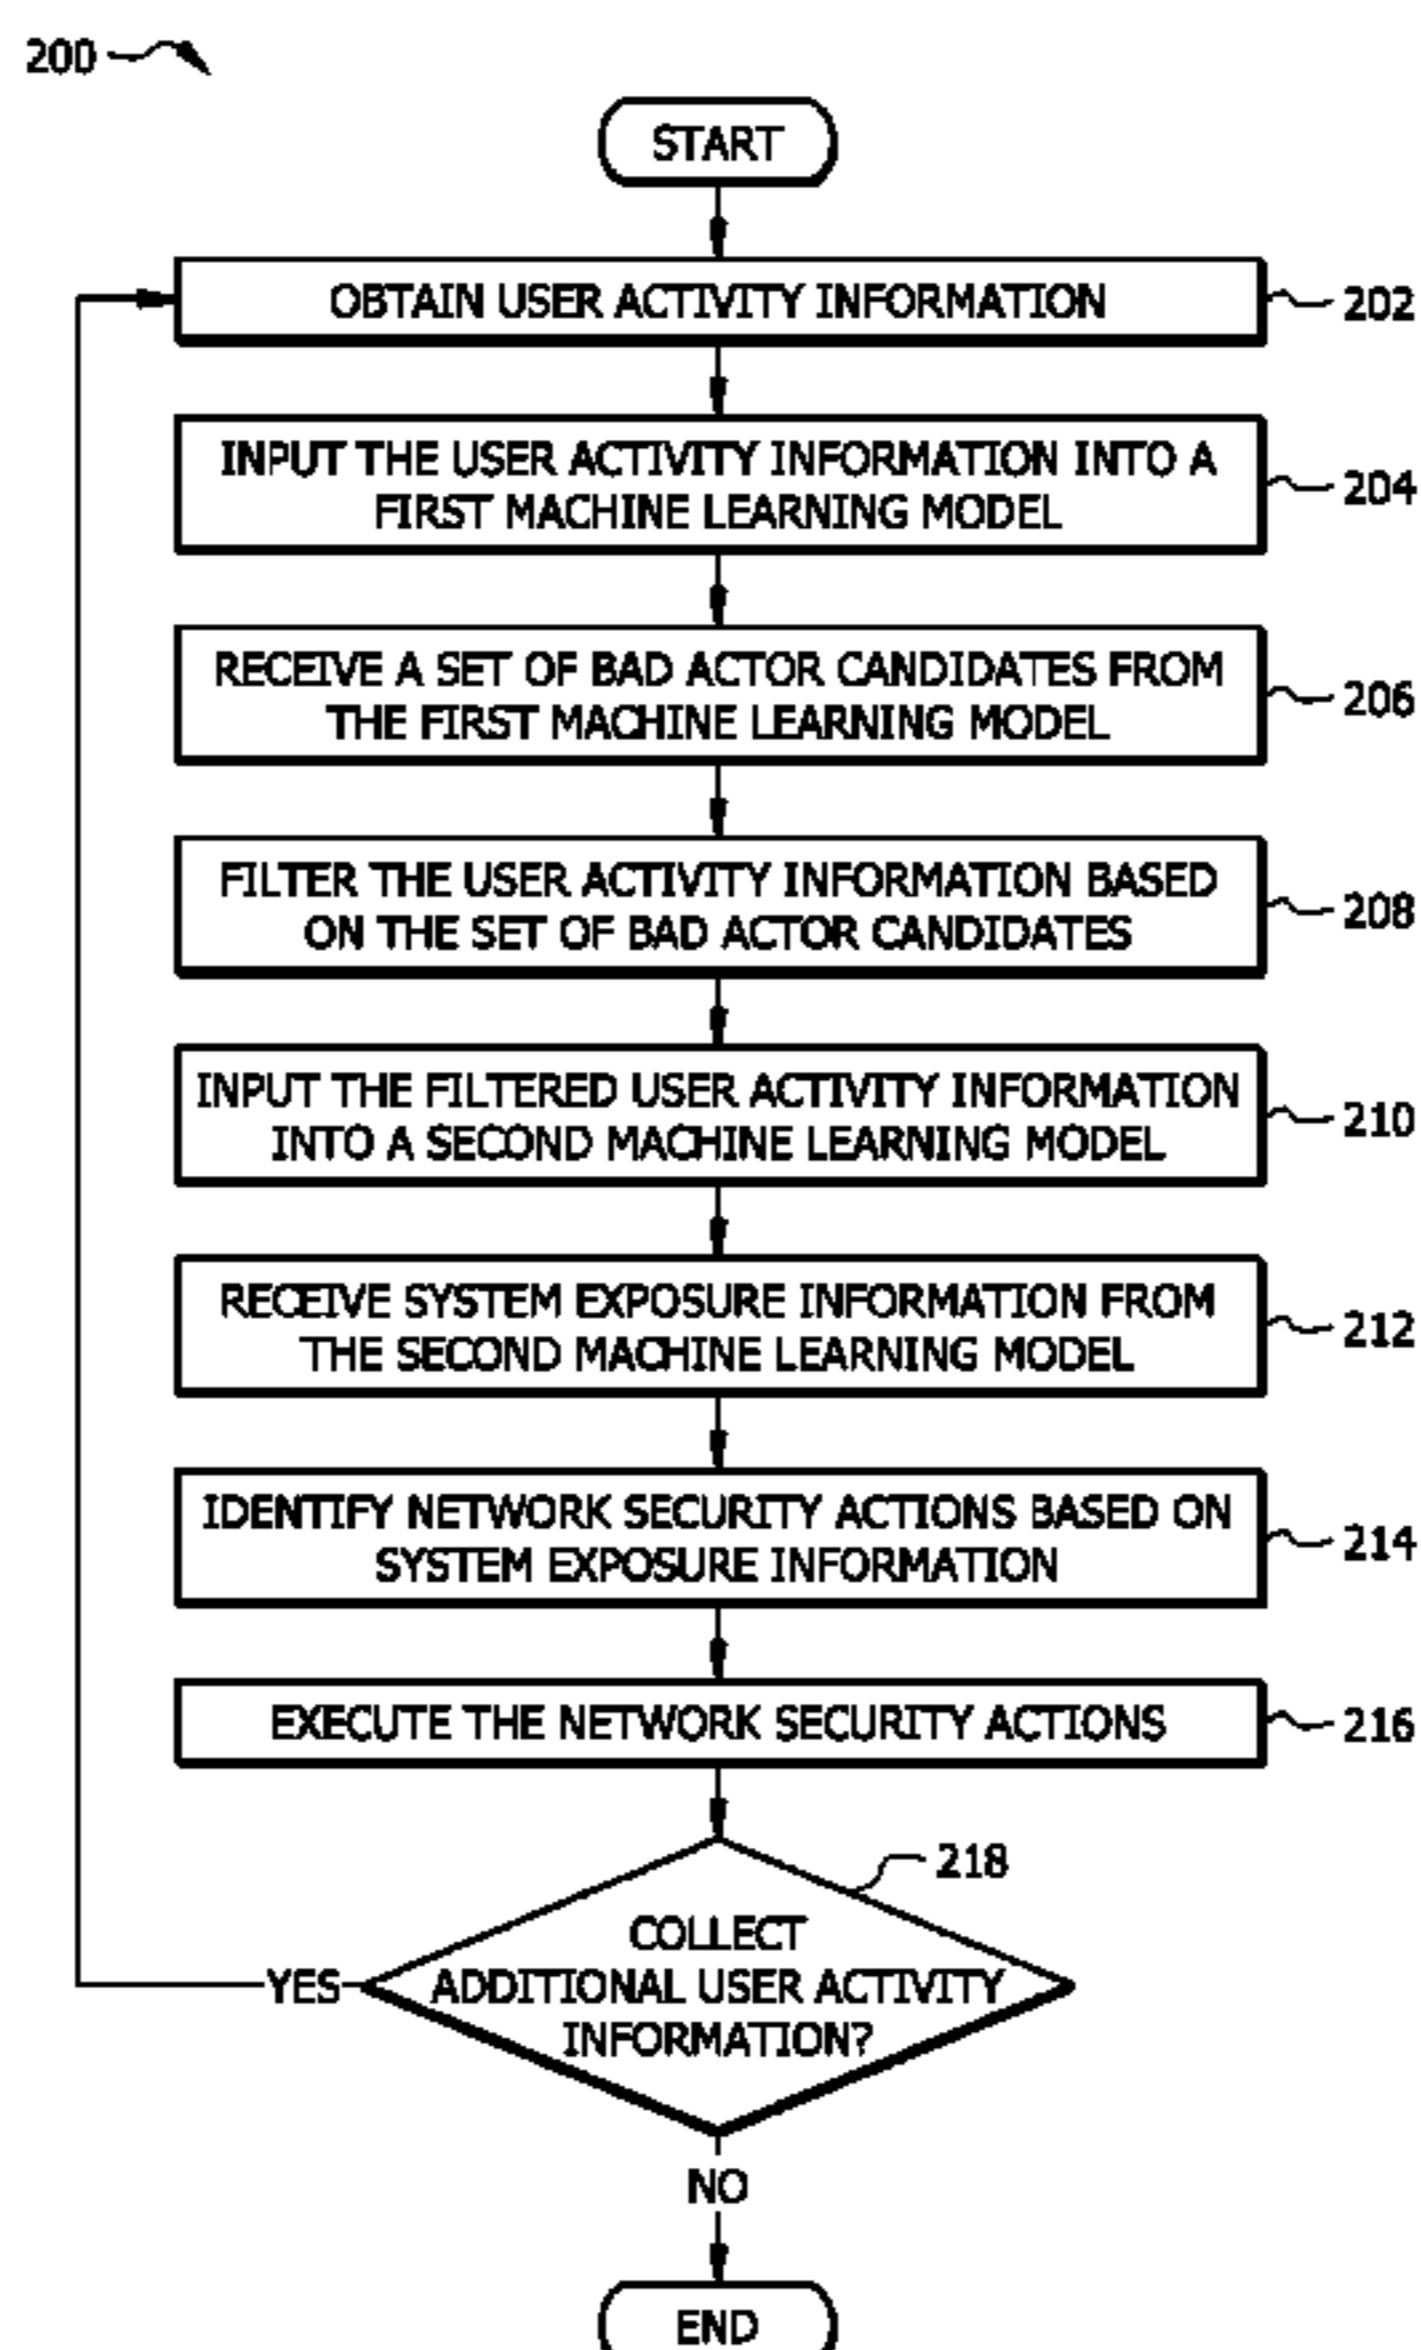 200
START
OBTAIN USER ACTIVITY INFORMATION
202
INPUT THE USER ACTIVITY INFORMATION INTO A
FIRST MACHINE LEARNING MODEL
204
RECEIVE A SET OF BAD ACTOR CANDIDATES FROM
THE FIRST MACHINE LEARNING MODEL
206
FILTER THE USER ACTIVITY INFORMATION BASED
ON THE SET OF BAD ACTOR CANDIDATES
208
INPUT THE FILTERED USER ACTIVITY INFORMATION
INTO A SECOND MACHINE LEARNING MODEL
210
RECEIVE SYSTEM EXPOSURE INFORMATION FROM
THE SECOND MACHINE LEARNING MODEL
212
IDENTIFY NETWORK SECURITY ACTIONS BASED ON
SYSTEM EXPOSURE INFORMATION
214
EXECUTE THE NETWORK SECURITY ACTIONS
216
218
COLLECT
ADDITIONAL USER ACTIVITY
INFORMATION?
YES
NO
END